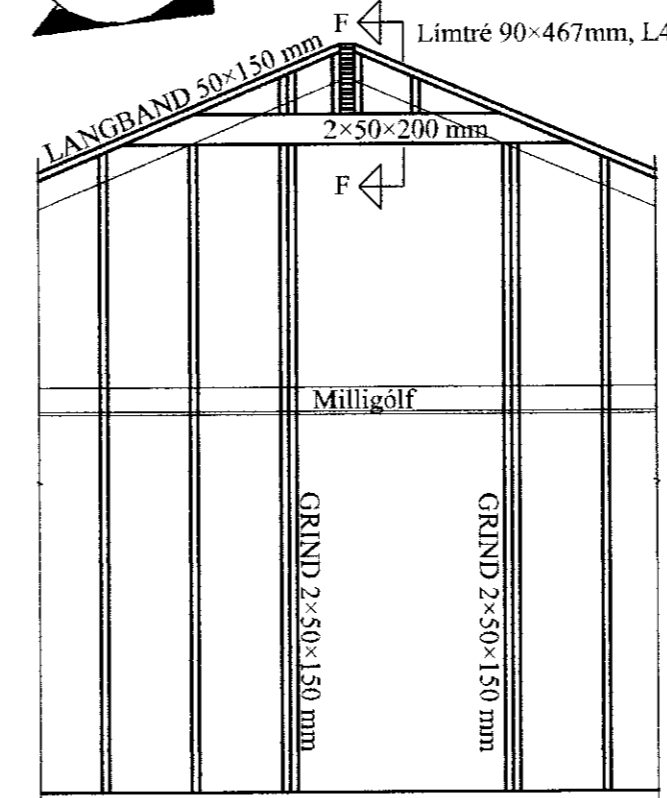 F
Límtré 90×467mm, L4
LANGBAND 50×150 mm
2×50×200 mm
F
Milligólf
GRIND 2×50×150 mm
GRIND 2×50×150 mm